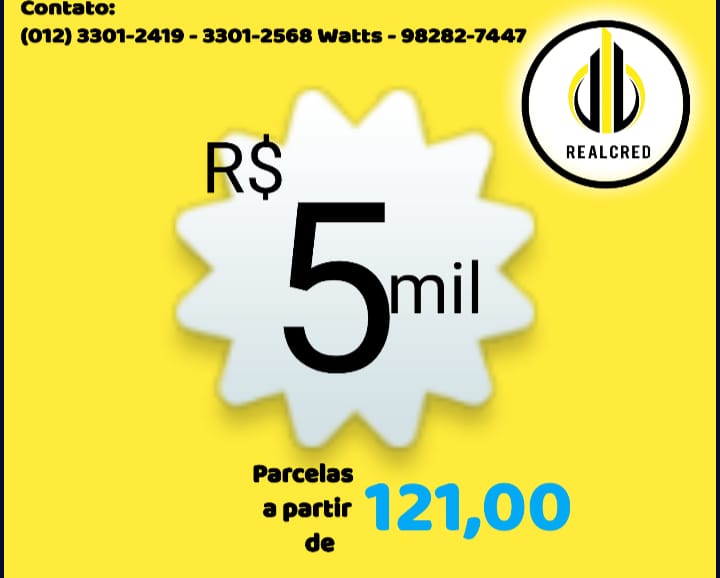 Contato:
(012) 3301-2419 - 3301-2568 Watts - 98282-7447
REALCRED
R$
5 mil
Parcelas
a partir
de
121,00